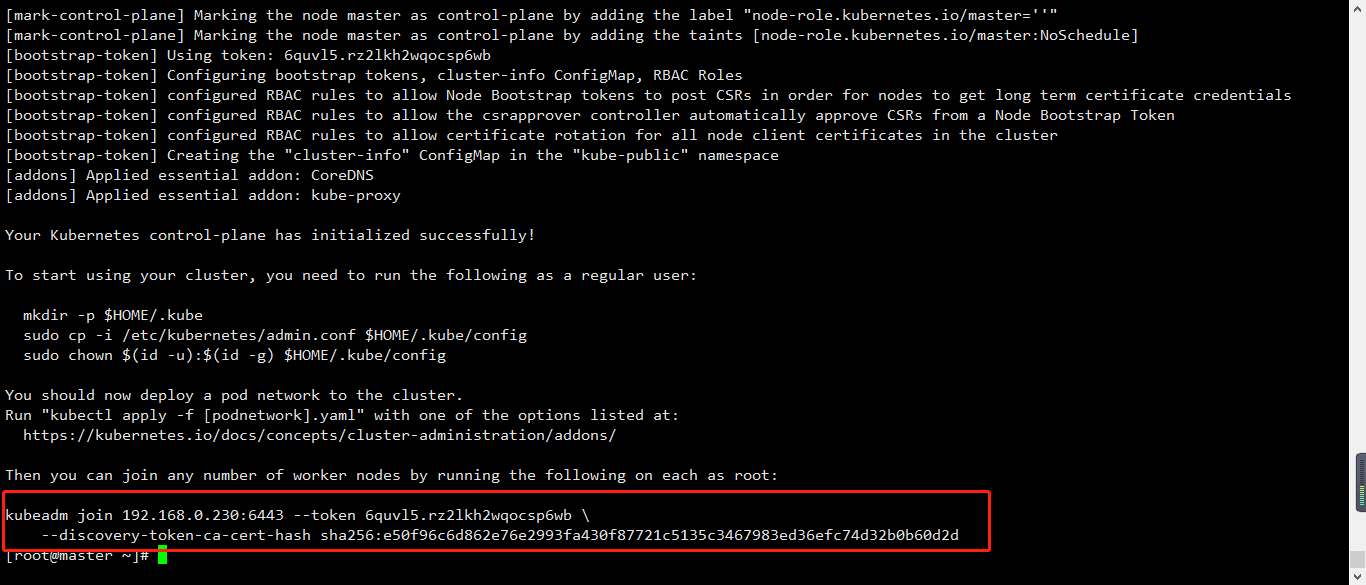 [mark-control-plane] Marking the node master as control-plane by adding the label "node-role.kubernetes.io/master=''"
[mark-control-plane] Marking the node master as control-plane by adding the taints [node-role.kubernetes.io/master:NoSchedule]
[bootstrap-token] Using token: 6quvl5.rz2lkh2wqocsp6wb
[bootstrap-token] Configuring bootstrap tokens, cluster-info ConfigMap, RBAC Roles
[bootstrap-token] configured RBAC rules to allow Node Bootstrap tokens to post CSRs in order for nodes to get long term certificate credentials
[bootstrap-token] configured RBAC rules to allow the csrapprover controller automatically approve CSRs from a Node Bootstrap Token
[bootstrap-token] configured RBAC rules to allow certificate rotation for all node client certificates in the cluster
[bootstrap-token] Creating the "cluster-info" ConfigMap in the "kube-public" namespace
[addons] Applied essential addon: CoreDNS
[addons] Applied essential addon: kube-proxy

Your Kubernetes control-plane has initialized successfully!

To start using your cluster, you need to run the following as a regular user:

  mkdir -p $HOME/.kube
  sudo cp -i /etc/kubernetes/admin.conf $HOME/.kube/config
  sudo chown $(id -u):$(id -g) $HOME/.kube/config

You should now deploy a pod network to the cluster.
Run "kubectl apply -f [podnetwork].yaml" with one of the options listed at:
  https://kubernetes.io/docs/concepts/cluster-administration/addons/

Then you can join any number of worker nodes by running the following on each as root:

kubeadm join 192.168.0.230:6443 --token 6quvl5.rz2lkh2wqocsp6wb \
    --discovery-token-ca-cert-hash sha256:e50f96c6d862e76e2993fa430f87721c5135c3467983ed36efc74d32b0b60d2d
[root@master ~]#